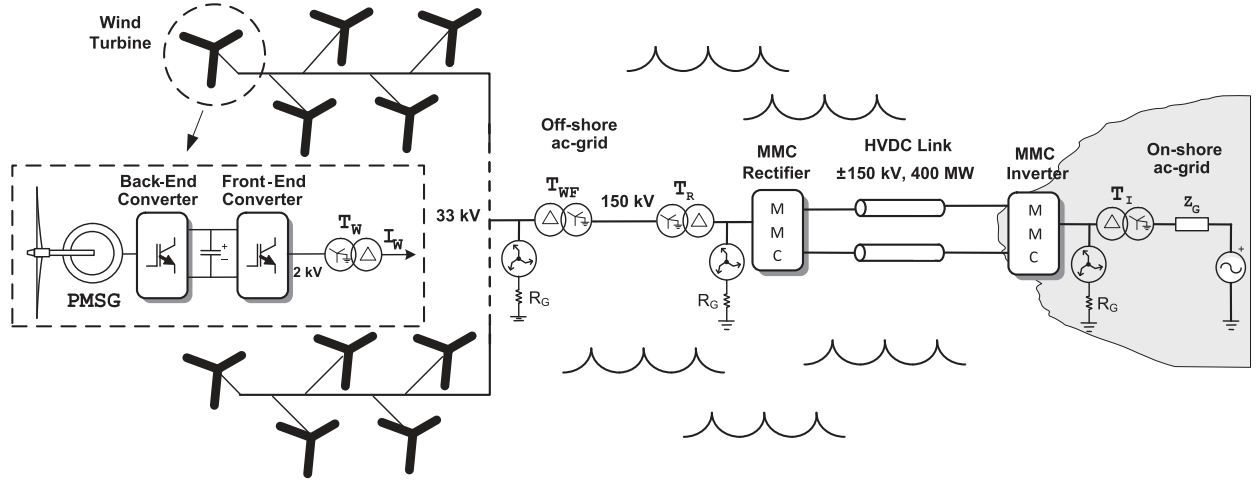 Wind
Turbine
Off-shore
ac-grid
MMC
Rectifier
HVDC Link
±150 kV, 400 MW
MMC
Inverter
On-shore
ac-grid
Back-End
Converter
Front-End
Converter
T_W
I_W
2 kV
PMSG
33 kV
T_WF
150 kV
T_R
M
M
C
M
M
C
T_I
Z_G
R_G
R_G
R_G
+
−
+